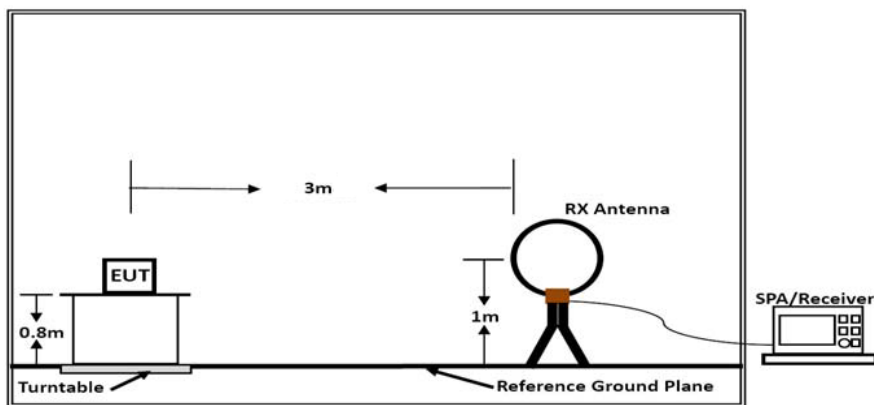 3m
RX Antenna
EUT
SPA/Receiver
1m
0.8m
Turntable
Reference Ground Plane